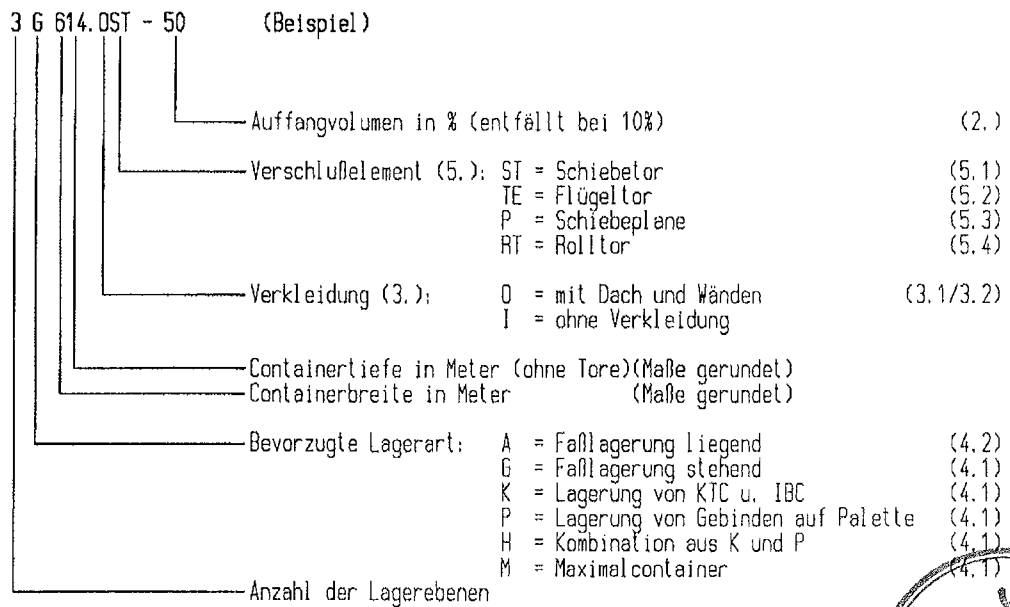 3 G 614.OST - 50 (Beispiel)
Auffangvolumen in % (entfällt bei 10%) (2.)
Verschlußelement (5.): ST = Schiebetor (5.1)
TE = Flügeltor (5.2)
P = Schiebeplane (5.3)
RT = Rolltor (5.4)
Verkleidung (3.): O = mit Dach und Wänden (3.1/3.2)
I = ohne Verkleidung
Containertiefe in Meter (ohne Tore)(Maße gerundet)
Containerbreite in Meter (Maße gerundet)
Bevorzugte Lagerart: A = Faßlagerung liegend (4.2)
G = Faßlagerung stehend (4.1)
K = Lagerung von KTC u. IBC (4.1)
P = Lagerung von Gebinden auf Palette (4.1)
H = Kombination aus K und P (4.1)
M = Maximalcontainer (4.1)
Anzahl der Lagerebenen